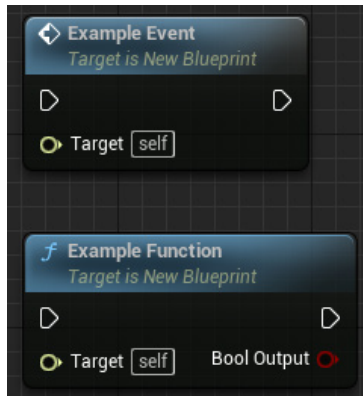 Example Event
Target is New Blueprint
Target self
f Example Function
Target is New Blueprint
Target self Bool Output